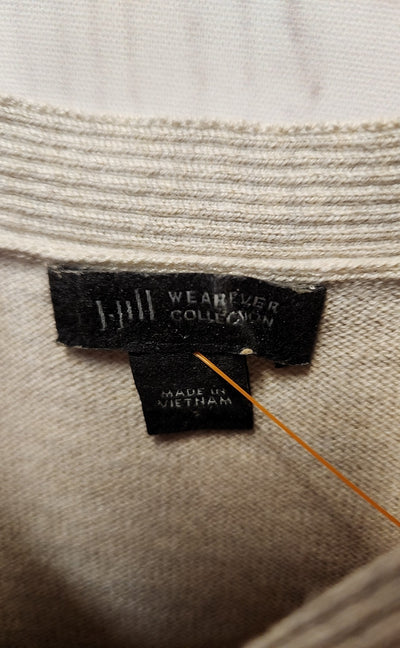 J.Jill WEAREVER
COLLECTION
MADE IN
VIETNAM
S